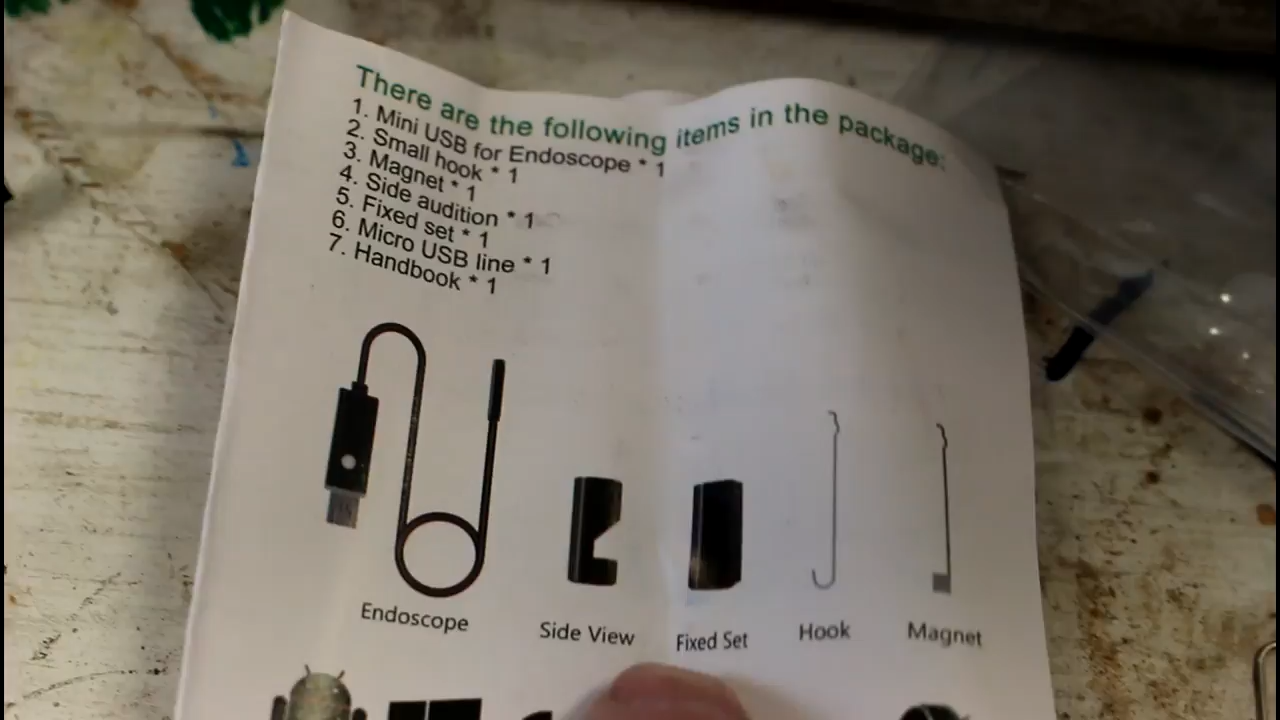 There are the following items in the package:
1. Mini USB for Endoscope * 1
2. Small hook * 1
3. Magnet * 1
4. Side audition * 1
5. Fixed set * 1
6. Micro USB line * 1
7. Handbook * 1
Endoscope
Side View
Fixed Set
Hook
Magnet